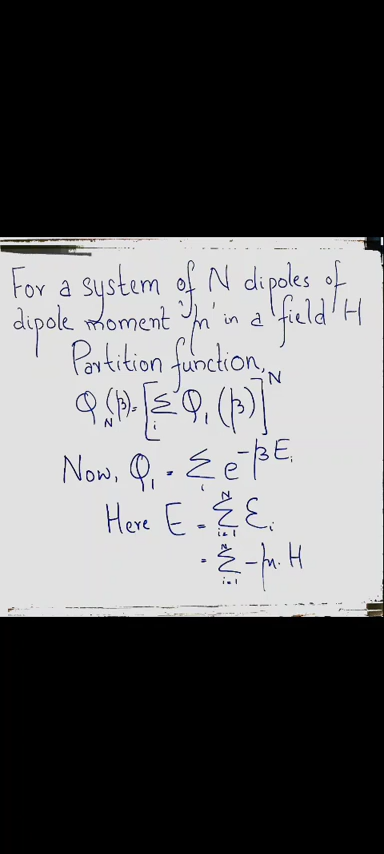 For a system of N dipoles of
dipole moment 'μ' in a field H
Partition function,
Q_N(β) = [Σ_i Q_1(β)]^N
Now, Q_1 = Σ_i e^{-βE_i}
Here E = Σ_{i=1}^{N} ε_i
= Σ_{i=1}^{N} -μ.H